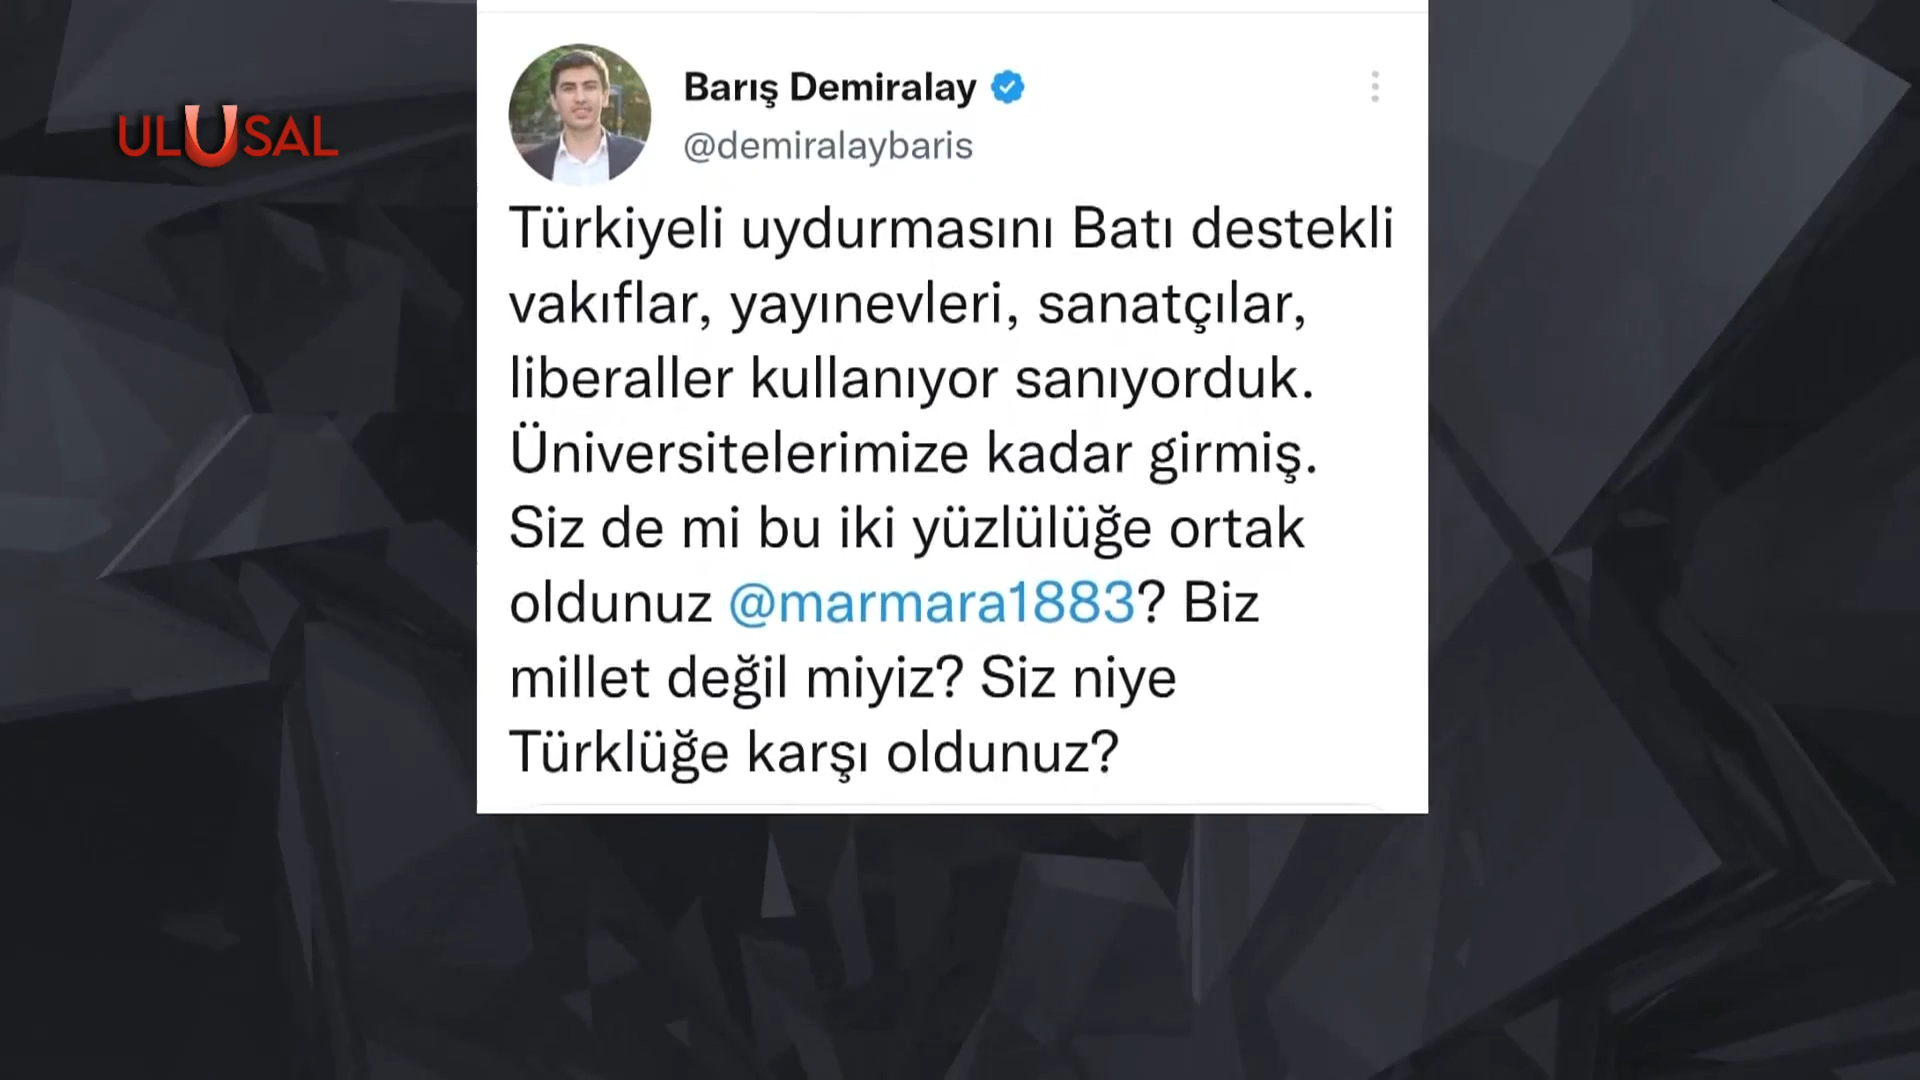 Barış Demiralay
@demiralaybaris
ULUSAL
Türkiyeli uydurmasını Batı destekli
vakıflar, yayınevleri, sanatçılar,
liberaller kullanıyor sanıyorduk.
Üniversitelerimize kadar girmiş.
Siz de mi bu iki yüzlülüğe ortak
oldunuz @marmara1883? Biz
millet değil miyiz? Siz niye
Türklüğe karşı oldunuz?